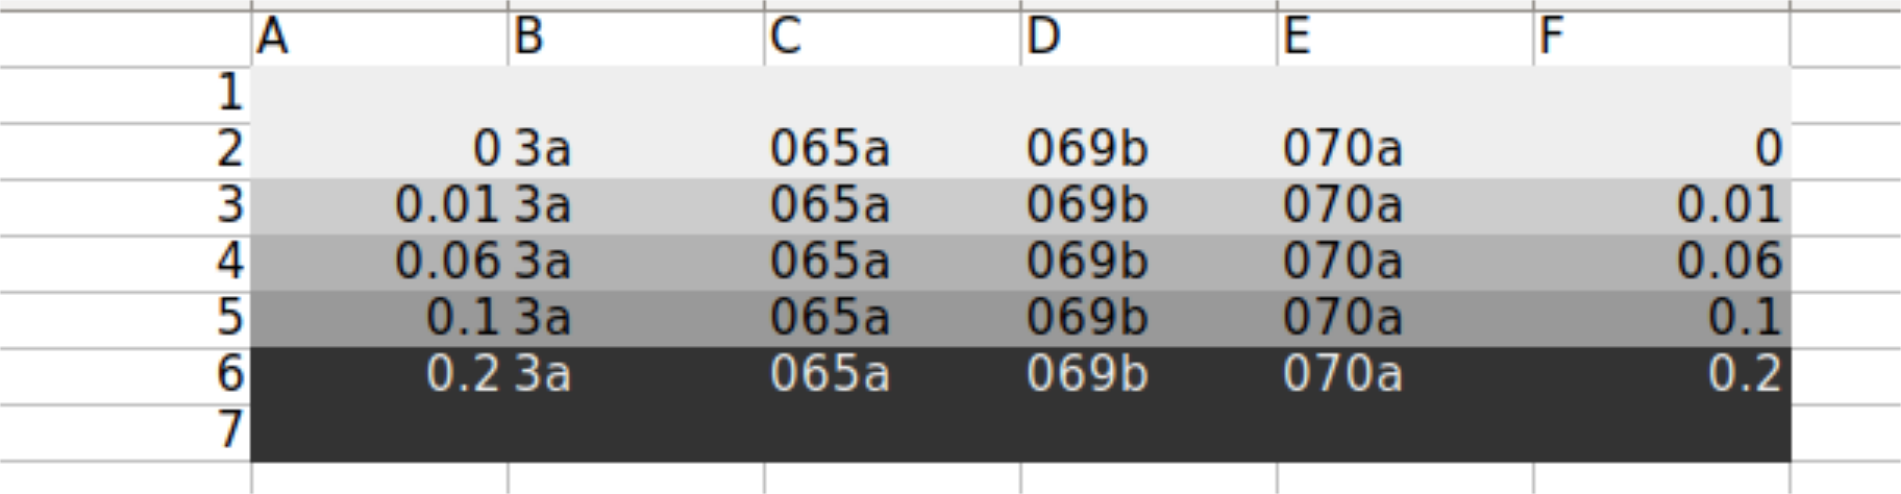 A B C D E F
1
2 0 3a 065a 069b 070a 0
3 0.01 3a 065a 069b 070a 0.01
4 0.06 3a 065a 069b 070a 0.06
5 0.1 3a 065a 069b 070a 0.1
6 0.2 3a 065a 069b 070a 0.2
7